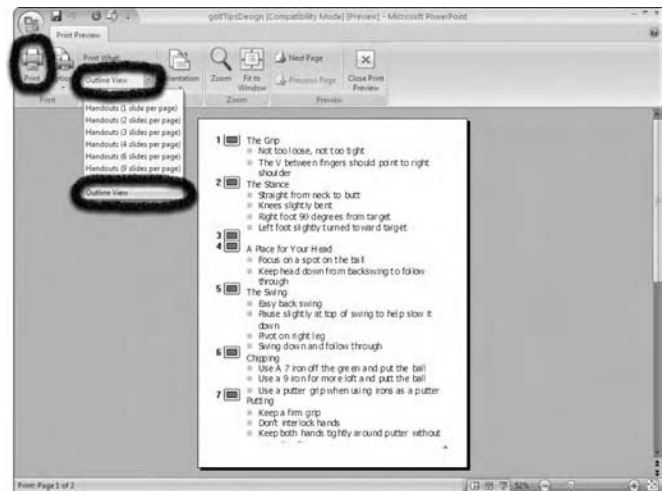 golfTipsDesign [Compatibility Mode] [Preview] - Microsoft PowerPoint
Print Preview
Print What:
Print Outline View Orientation Zoom Fit to Window Next Page Previous Page Close Print Preview
Print Zoom Preview
Handouts (1 slide per page)
Handouts (2 slides per page)
Handouts (3 slides per page)
Handouts (4 slides per page)
Handouts (6 slides per page)
Handouts (9 slides per page)
Outline View
1 The Grip
Not too loose, not too tight
The V between fingers should point to right
shoulder
2 The Stance
Straight from neck to butt
Knees slightly bent
Right foot 90 degrees from target
Left foot slightly turned toward target
3
4 A Place for Your Head
Focus on a spot on the ball
Keep head down from backswing to follow
through
5 The Swing
Easy back swing
Pause slightly at top of swing to help slow it
down
Pivot on right leg
Swing down and follow through
6 Chipping
Use A 7 iron off the green and put the ball
Use a 9 iron for more loft and putt the ball
Use a putter grip when using irons as a putter
7 Putting
Keep a firm grip
Don't interlock hands
Keep both hands tightly around putter without
Print: Page 1 of 2
52%